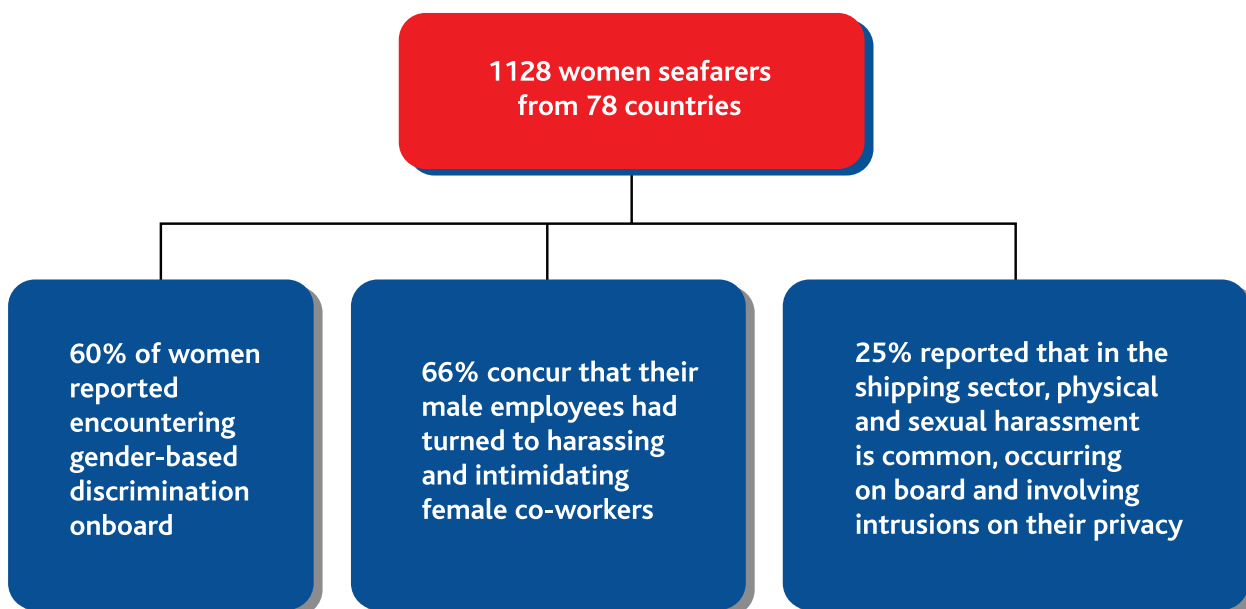 1128 women seafarers
from 78 countries
60% of women
reported
encountering
gender-based
discrimination
onboard
66% concur that their
male employees had
turned to harassing
and intimidating
female co-workers
25% reported that in the
shipping sector, physical
and sexual harassment
is common, occurring
on board and involving
intrusions on their privacy